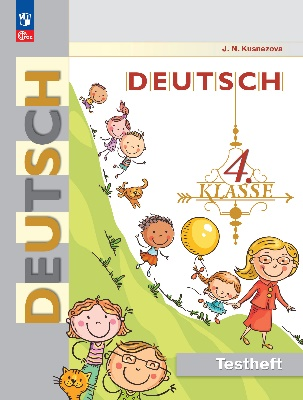 J. N. Kusnezova
DEUTSCH
4.
KLASSE
DEUTSCH
Testheft